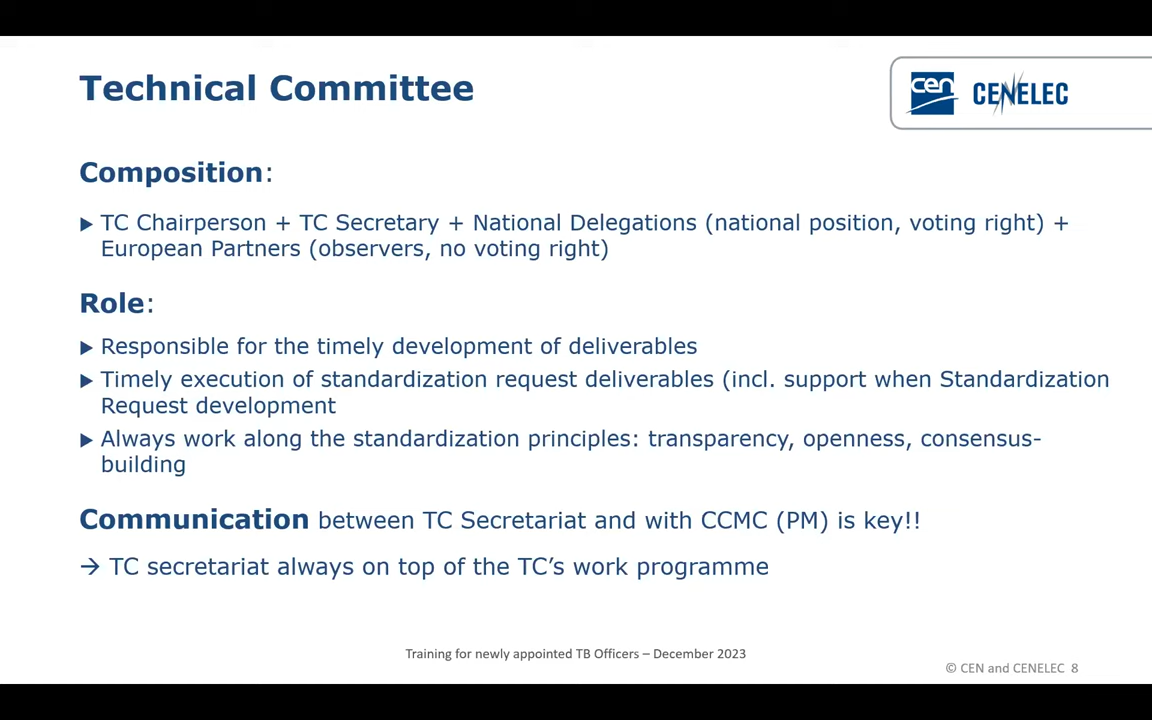 Technical Committee
cen CENELEC
Composition:
▶ TC Chairperson + TC Secretary + National Delegations (national position, voting right) +
European Partners (observers, no voting right)
Role:
▶ Responsible for the timely development of deliverables
▶ Timely execution of standardization request deliverables (incl. support when Standardization
Request development
▶ Always work along the standardization principles: transparency, openness, consensus-
building
Communication between TC Secretariat and with CCMC (PM) is key!!
→ TC secretariat always on top of the TC’s work programme
Training for newly appointed TB Officers – December 2023
© CEN and CENELEC 8